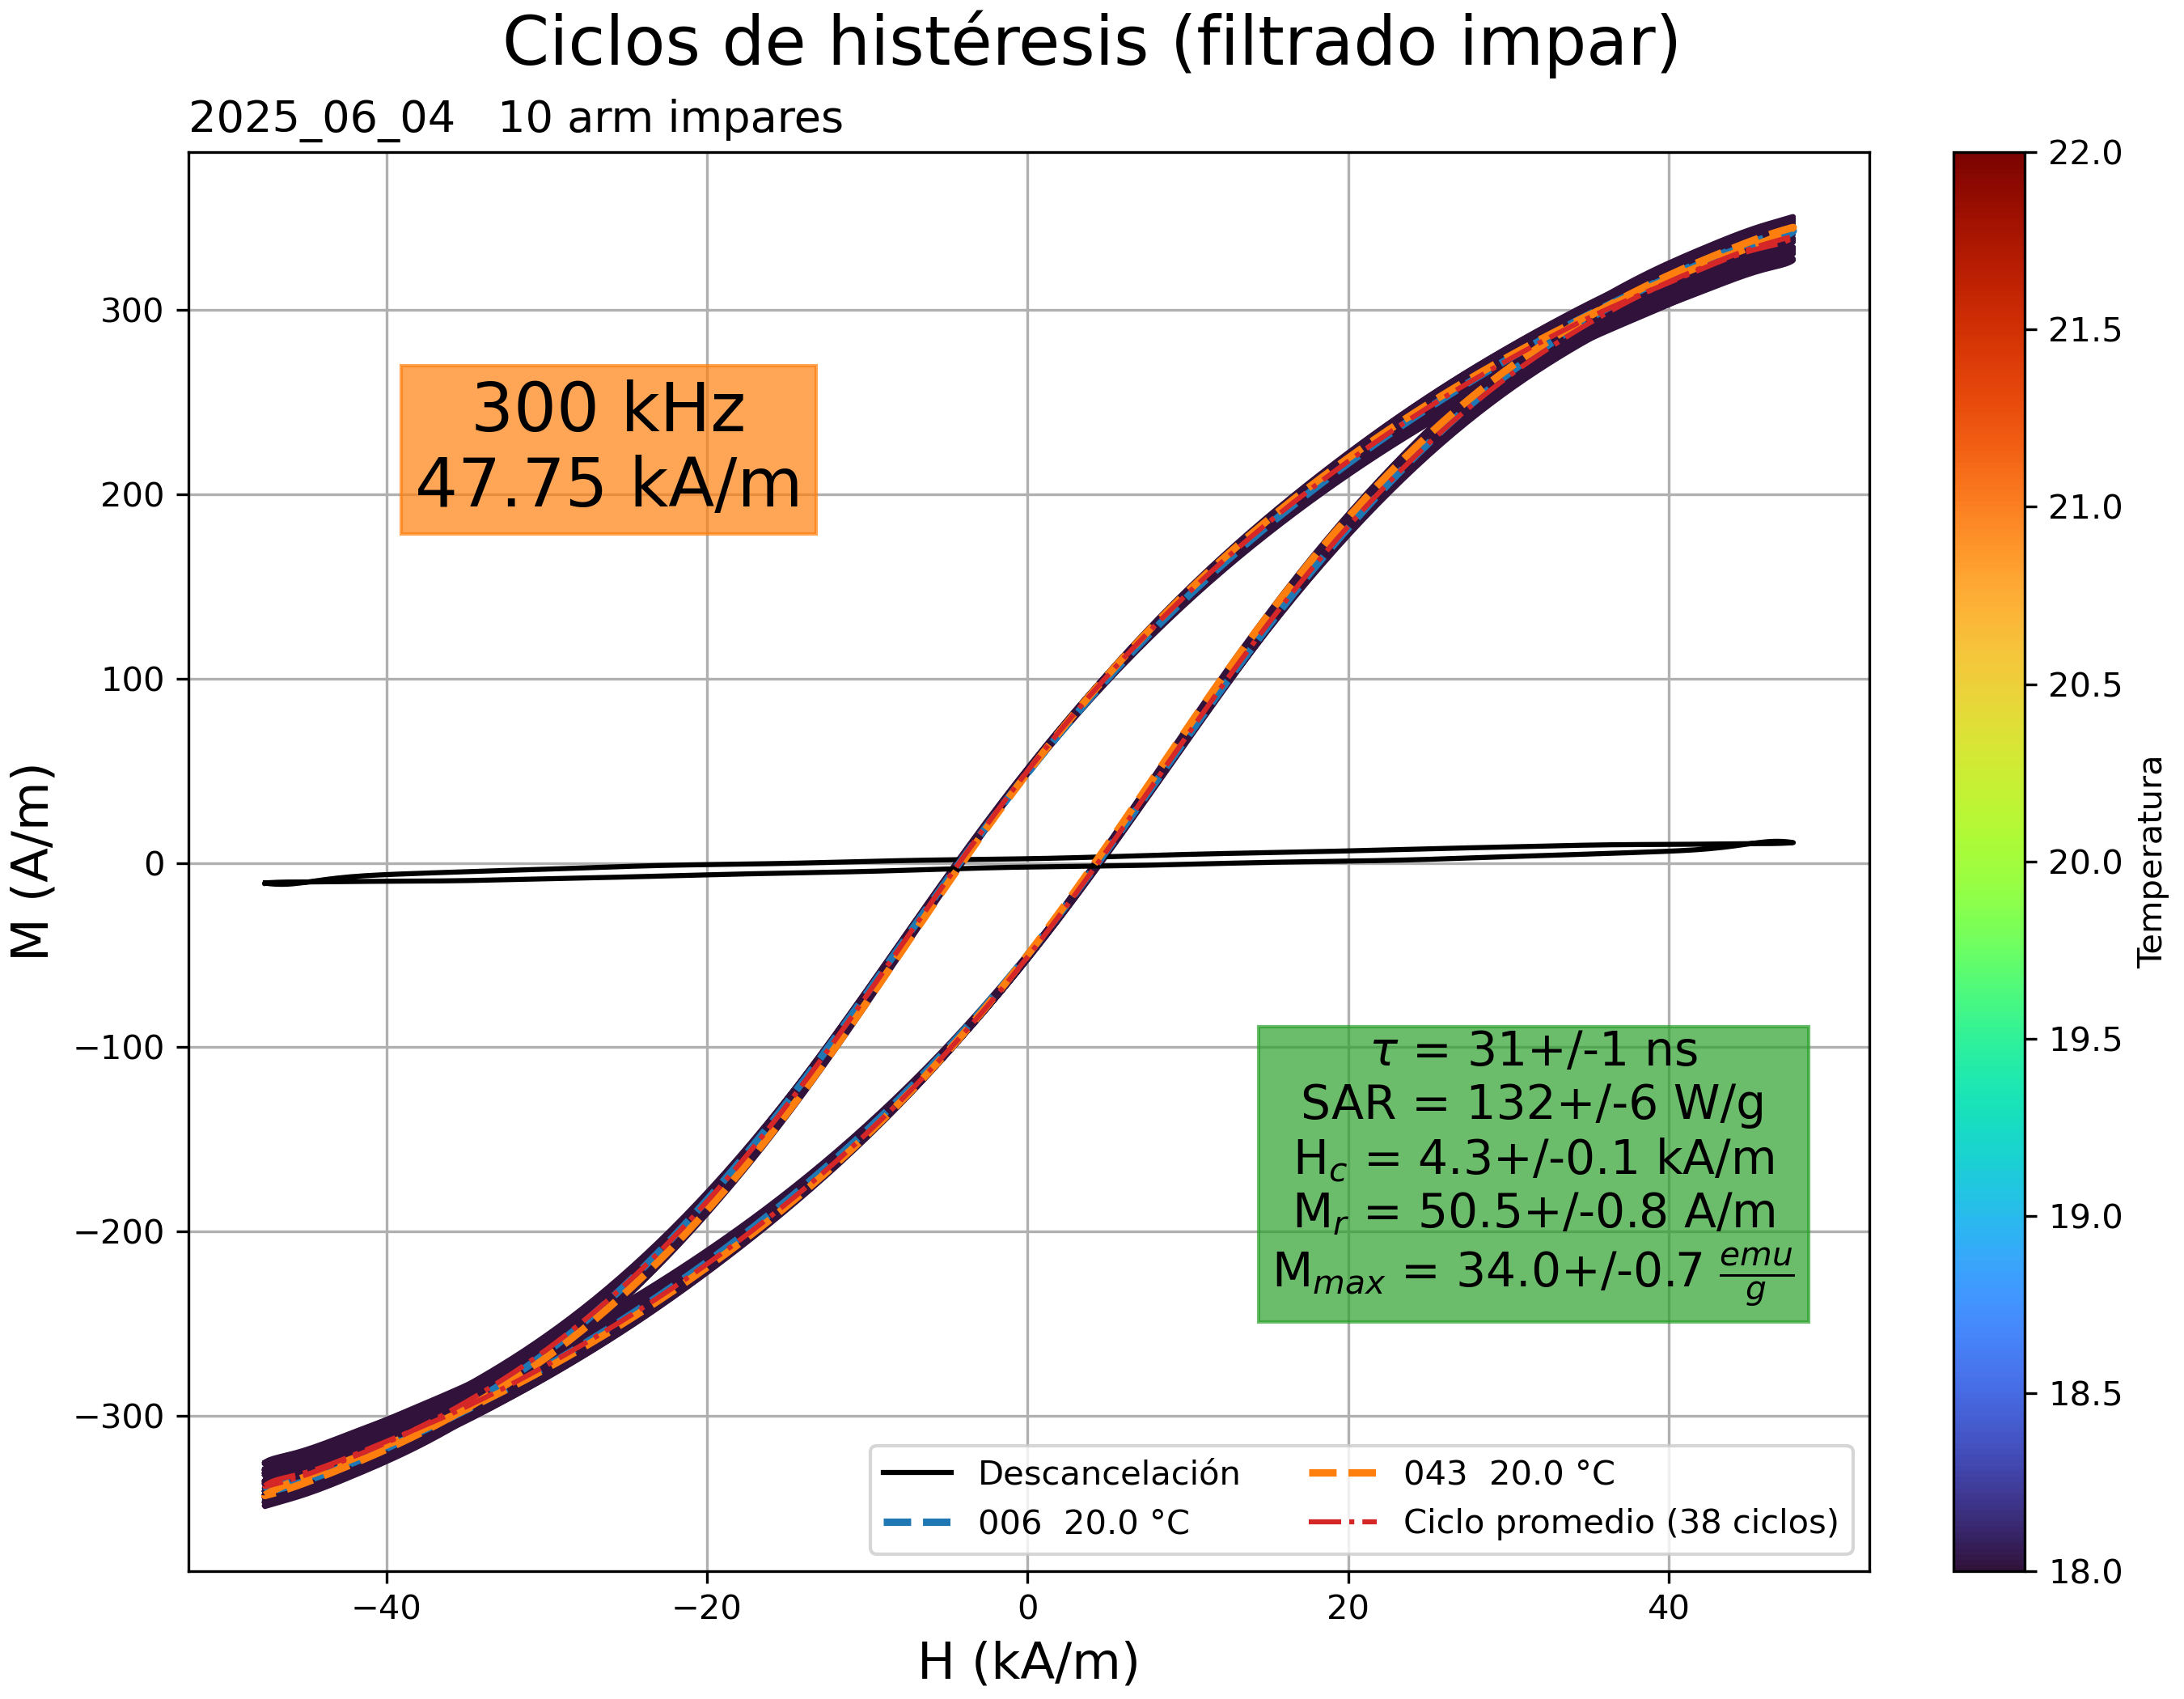 Ciclos de histéresis (filtrado impar)
2025_06_04   10 arm impares
300 kHz
47.75 kA/m
τ = 31+/-1 ns
SAR = 132+/-6 W/g
H_c = 4.3+/-0.1 kA/m
M_r = 50.5+/-0.8 A/m
M_max = 34.0+/-0.7 emu/g
Descancelación
006  20.0 °C
043  20.0 °C
Ciclo promedio (38 ciclos)
M (A/m)
300
200
100
0
−100
−200
−300
−40
−20
0
20
40
H (kA/m)
22.0
21.5
21.0
20.5
20.0
19.5
19.0
18.5
18.0
Temperatura